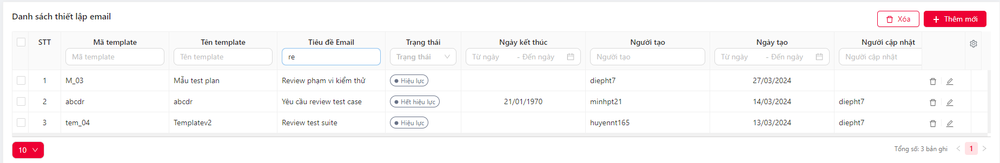 Danh sách thiết lập email
Xóa
Thêm mới
STT Mã template Tên template Tiêu đề Email Trạng thái Ngày kết thúc Người tạo Ngày tạo Người cập nhật
Mã template Tên template re Trạng thái Từ ngày - Đến ngày Người tạo Từ ngày - Đến ngày Người cập nhật
1 M_03 Mẫu test plan Review phạm vi kiểm thử Hiệu lực diepht7 27/03/2024
2 abcdr abcdr Yêu cầu review test case Hết hiệu lực 21/01/1970 minhpt21 14/03/2024 diepht7
3 tem_04 Templatev2 Review test suite Hiệu lực huyennt165 13/03/2024 diepht7
10
Tổng số: 3 bản ghi < 1 >